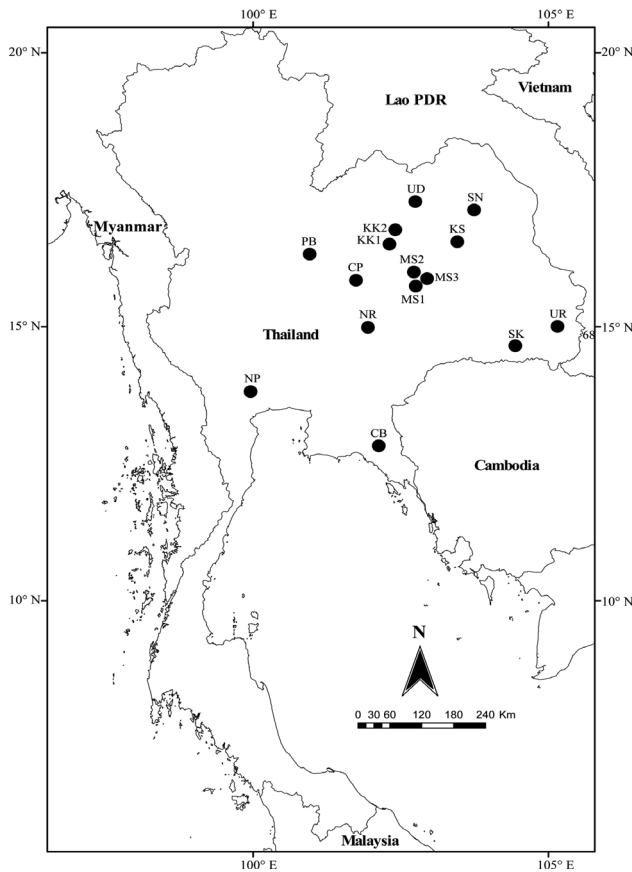 100° E 105° E
20° N 20° N
Vietnam
Lao PDR
UD
SN
Myanmar
KK2
KS
PB
KK1
MS2
CP
MS3
MS1
NR
UR
15° N 15° N
Thailand
68
SK
NP
CB
Cambodia
10° N 10° N
N
0 30 60 120 180 240 Km
Malaysia
100° E 105° E